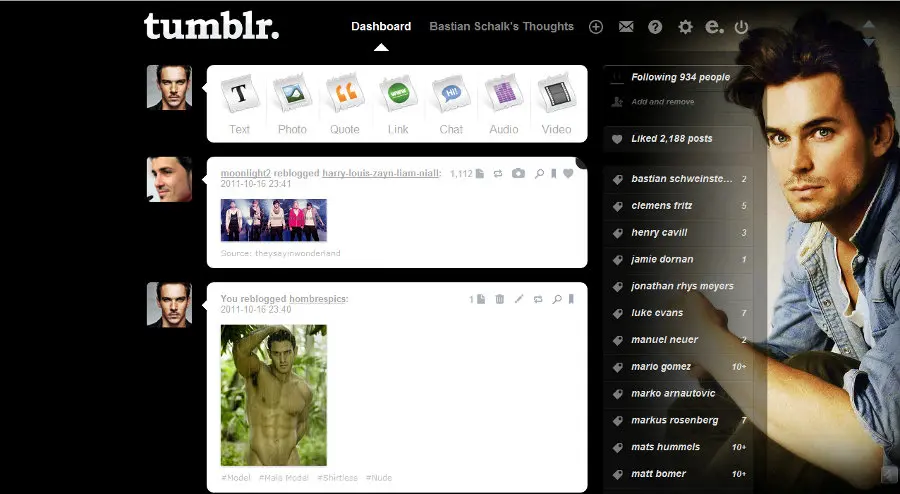 tumblr.
Dashboard
Bastian Schalk's Thoughts
Following 934 people
Add and remove
Liked 2,188 posts
T
Hi!
www
Text
Photo
Quote
Link
Chat
Audio
Video
moonlight2 reblogged harry-louis-zayn-liam-niall:
1,112
2011-10-16 23:41
Source: theysayinwonderland
You reblogged hombrespics:
1
2011-10-16 23:40
#Model #Male Model #Shirtless #Nude
bastian schweinste... 2
clemens fritz 5
henry cavill 3
jamie dornan 1
jonathan rhys meyers
luke evans 7
manuel neuer 2
mario gomez 10+
marko arnautovic
markus rosenberg 7
mats hummels 10+
matt bomer 10+